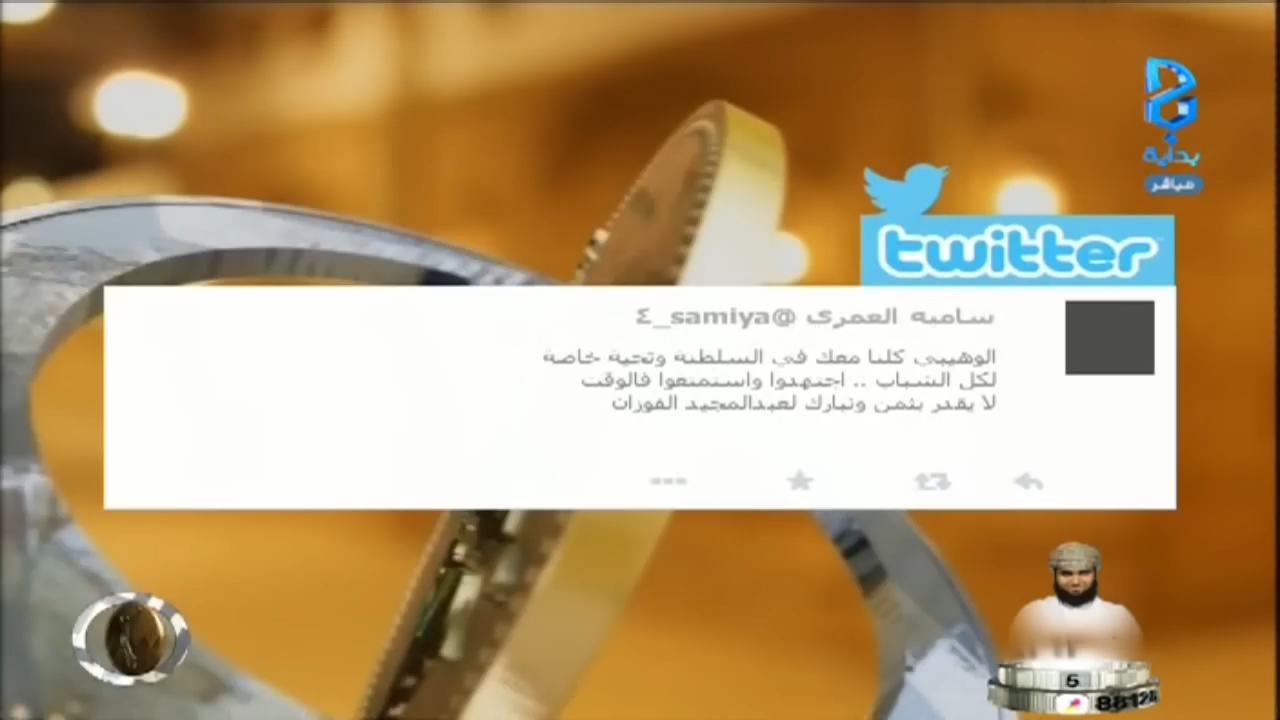 بداية
مباشر
twitter
سامية العمري @samiya_٤
الوهيبي كلنا معك في السلطنة وتحية خاصة
لكل الشباب .. اجتهدوا واستمتعوا فالوقت
لا يقدر بثمن ونبارك لعبدالمجيد الفوزان
5